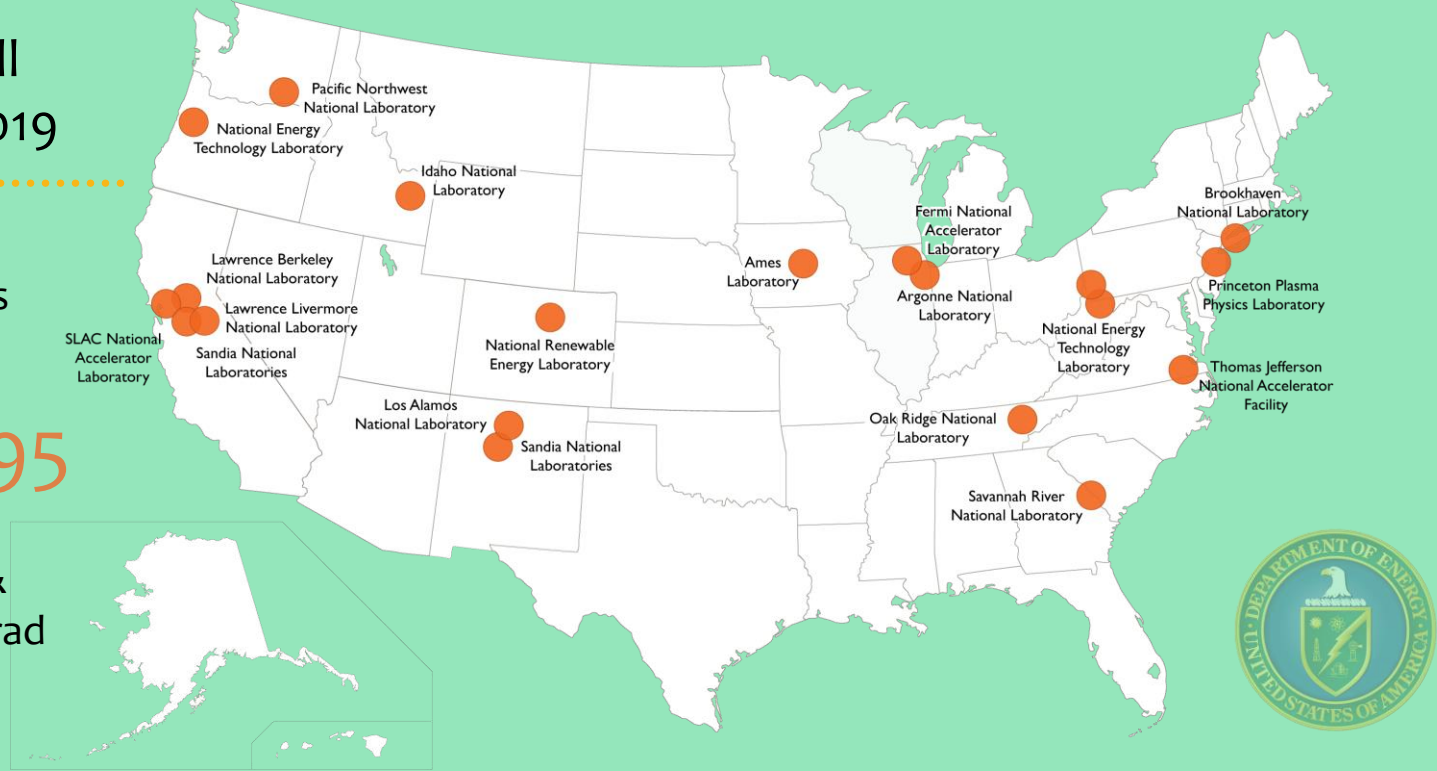 ll
019
s
95
&
rad
Pacific Northwest
National Laboratory
National Energy
Technology Laboratory
Idaho National
Laboratory
Lawrence Berkeley
National Laboratory
Lawrence Livermore
National Laboratory
SLAC National
Accelerator
Laboratory
Sandia National
Laboratories
National Renewable
Energy Laboratory
Los Alamos
National Laboratory
Sandia National
Laboratories
Ames
Laboratory
Fermi National
Accelerator
Laboratory
Argonne National
Laboratory
Brookhaven
National Laboratory
Princeton Plasma
Physics Laboratory
National Energy
Technology
Laboratory
Thomas Jefferson
National Accelerator
Facility
Oak Ridge National
Laboratory
Savannah River
National Laboratory
DEPARTMENT OF ENERGY
UNITED STATES OF AMERICA